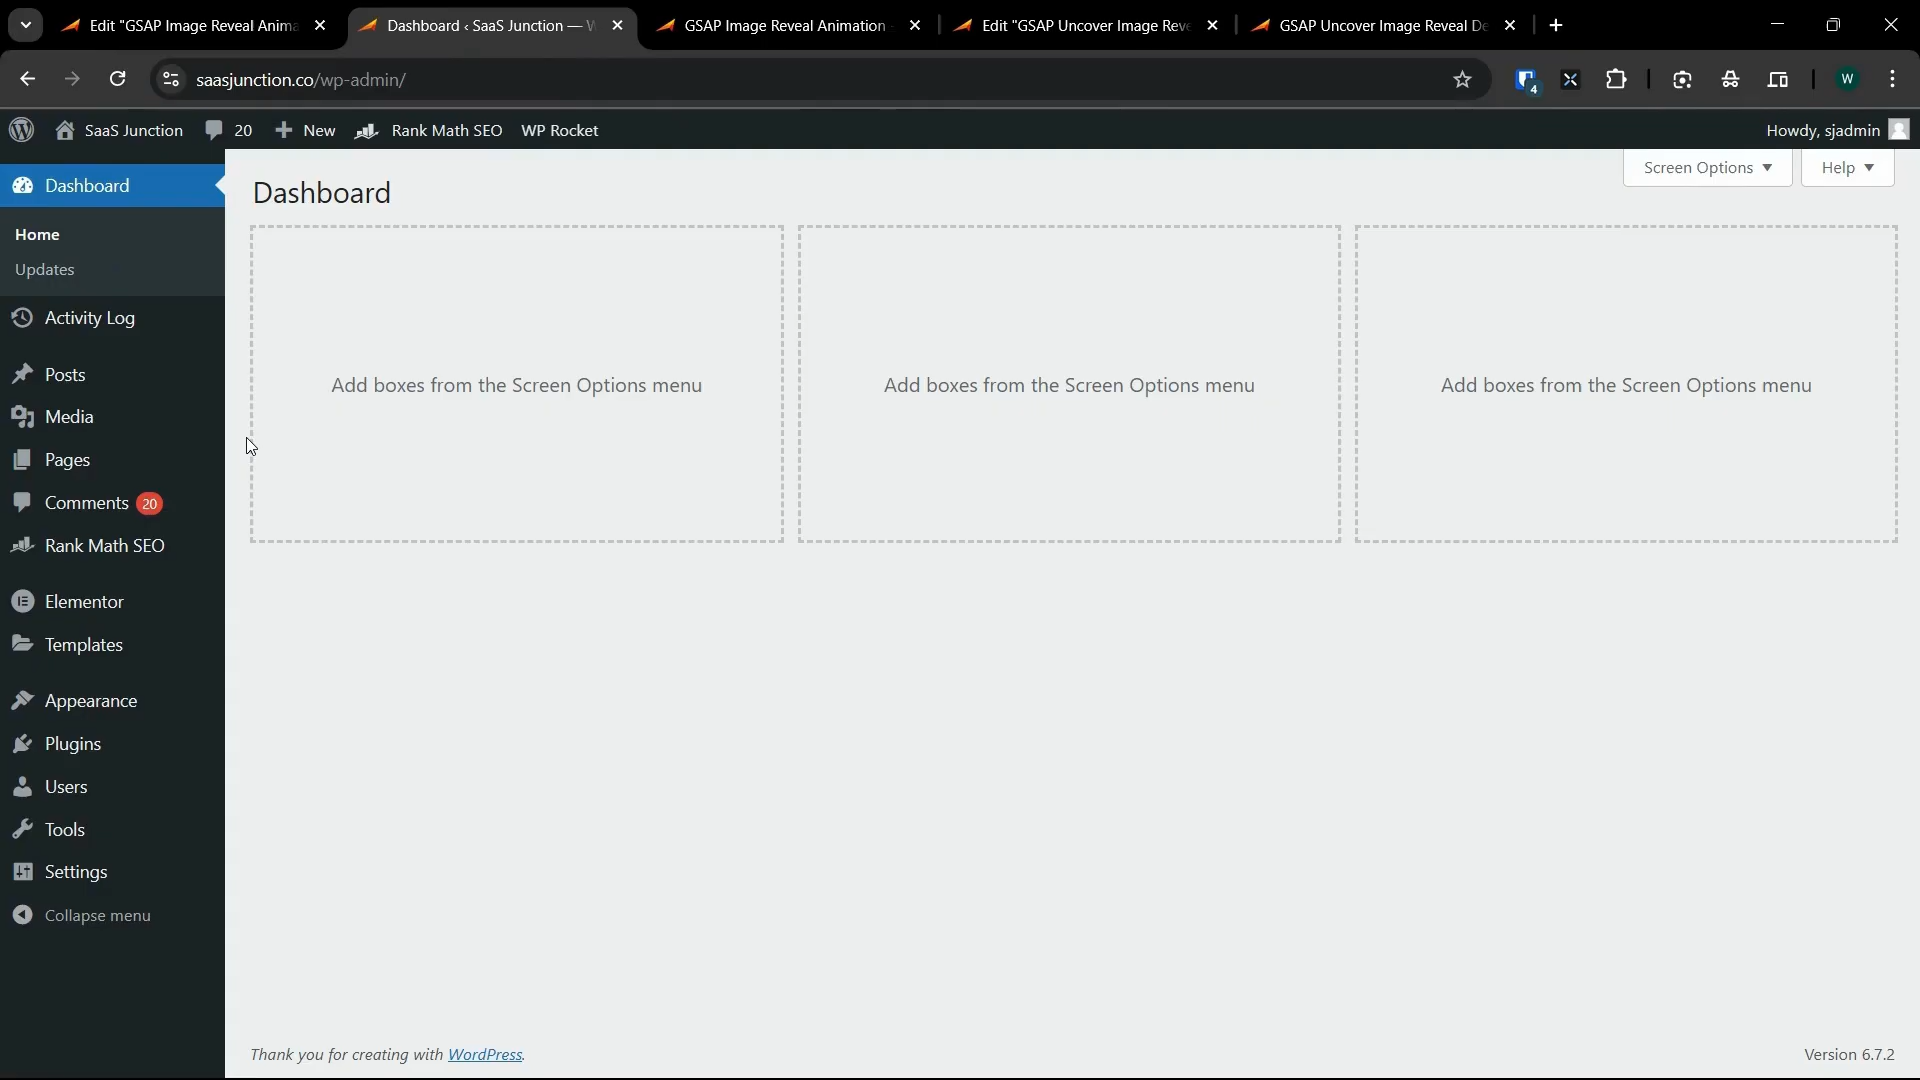 Edit "GSAP Image Reveal Anima
Dashboard ‹ SaaS Junction — W
GSAP Image Reveal Animation
Edit "GSAP Uncover Image Reve
GSAP Uncover Image Reveal De
saasjunction.co/wp-admin/
4
W
SaaS Junction
20
New
Rank Math SEO
WP Rocket
Howdy, sjadmin
Dashboard
Home
Updates
Activity Log
Posts
Media
Pages
Comments 20
Rank Math SEO
Elementor
Templates
Appearance
Plugins
Users
Tools
Settings
Collapse menu
Screen Options
Help
Dashboard
Add boxes from the Screen Options menu
Add boxes from the Screen Options menu
Add boxes from the Screen Options menu
Thank you for creating with WordPress.
Version 6.7.2